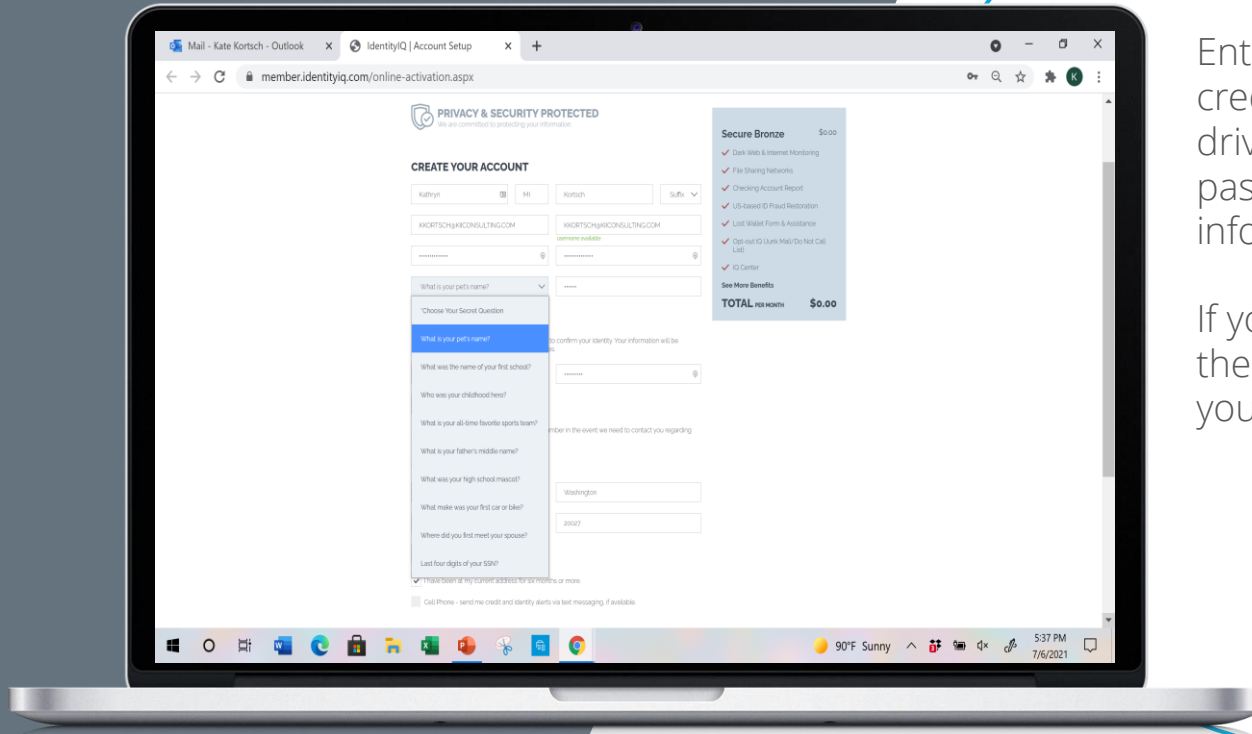 Mail - Kate Kortsch - Outlook
IdentityIQ | Account Setup
member.identityiq.com/online-activation.aspx
K
PRIVACY & SECURITY PROTECTED
We are committed to protecting your information.
CREATE YOUR ACCOUNT
Kathryn
MI
Kortsch
Suffix
KKORTSCH@KIICONSULTING.COM
KKORTSCH@KIICONSULTING.COM
username available
What is your pet's name?
*Choose Your Secret Question
What is your pet's name?
What was the name of your first school?
Who was your childhood hero?
What is your all-time favorite sports team?
What is your father's middle name?
What was your high school mascot?
What make was your first car or bike?
Where did you first meet your spouse?
Last four digits of your SSN?
to confirm your identity. Your information will be
mber in the event we need to contact you regarding
Washington
20027
I have been at my current address for six months or more.
Cell Phone - send me credit and identity alerts via text messaging, if available.
Secure Bronze $0.00
Dark Web & Internet Monitoring
File Sharing Networks
Checking Account Report
US-based ID Fraud Restoration
Lost Wallet Form & Assistance
Opt-out IQ (Junk Mail/Do Not Call
List)
IQ Center
See More Benefits
TOTAL PER MONTH $0.00
90°F Sunny
5:37 PM
7/6/2021
Ent
cre
driv
pas
info
If yo
the
you